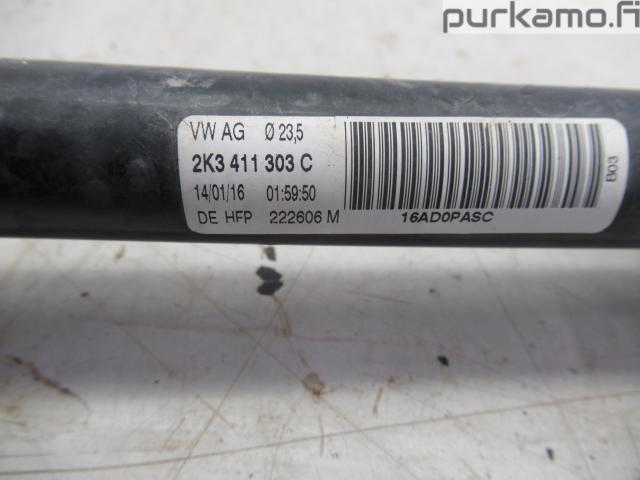 purkamo.fi
VW AG Ø 23,5
2K3 411 303 C
14/01/16 01:59:50
DE HFP 222606 M
16AD0PASC
B03